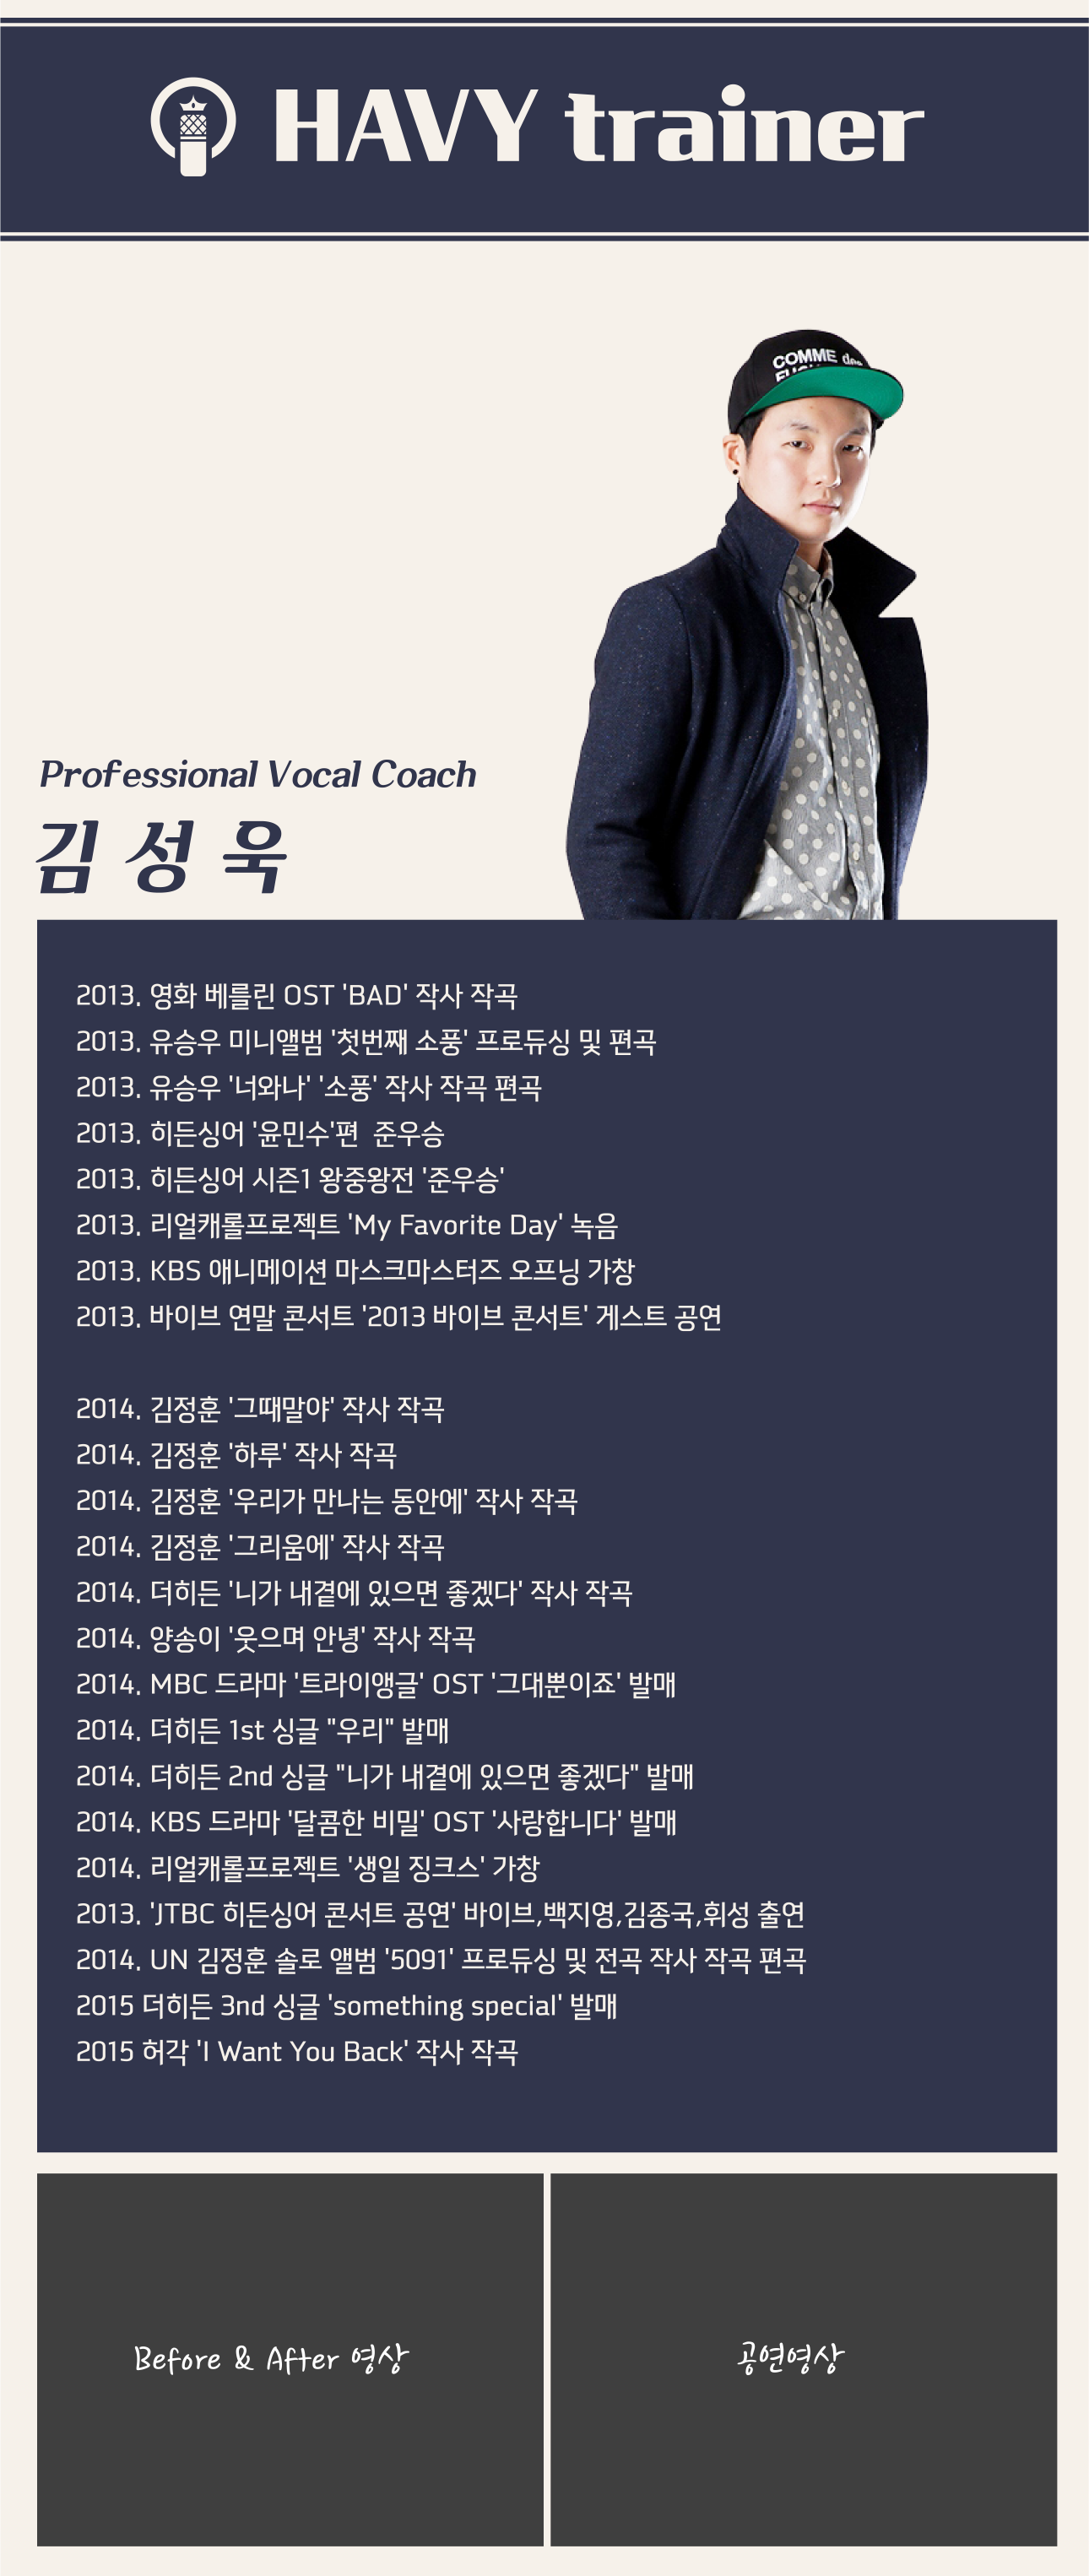 HAVY trainer
COMME des
Professional Vocal Coach
김 성 욱
2013. 영화 베를린 OST 'BAD' 작사 작곡
2013. 유승우 미니앨범 '첫번째 소풍' 프로듀싱 및 편곡
2013. 유승우 '너와나' '소풍' 작사 작곡 편곡
2013. 히든싱어 '윤민수'편 준우승
2013. 히든싱어 시즌1 왕중왕전 '준우승'
2013. 리얼캐롤프로젝트 'My Favorite Day' 녹음
2013. KBS 애니메이션 마스크마스터즈 오프닝 가창
2013. 바이브 연말 콘서트 '2013 바이브 콘서트' 게스트 공연
2014. 김정훈 '그때말야' 작사 작곡
2014. 김정훈 '하루' 작사 작곡
2014. 김정훈 '우리가 만나는 동안에' 작사 작곡
2014. 김정훈 '그리움에' 작사 작곡
2014. 더히든 '니가 내곁에 있으면 좋겠다' 작사 작곡
2014. 양송이 '웃으며 안녕' 작사 작곡
2014. MBC 드라마 '트라이앵글' OST '그대뿐이죠' 발매
2014. 더히든 1st 싱글 "우리" 발매
2014. 더히든 2nd 싱글 "니가 내곁에 있으면 좋겠다" 발매
2014. KBS 드라마 '달콤한 비밀' OST '사랑합니다' 발매
2014. 리얼캐롤프로젝트 '생일 징크스' 가창
2013. 'JTBC 히든싱어 콘서트 공연' 바이브,백지영,김종국,휘성 출연
2014. UN 김정훈 솔로 앨범 '5091' 프로듀싱 및 전곡 작사 작곡 편곡
2015 더히든 3nd 싱글 'something special' 발매
2015 허각 'I Want You Back' 작사 작곡
Before & After 영상
공연영상